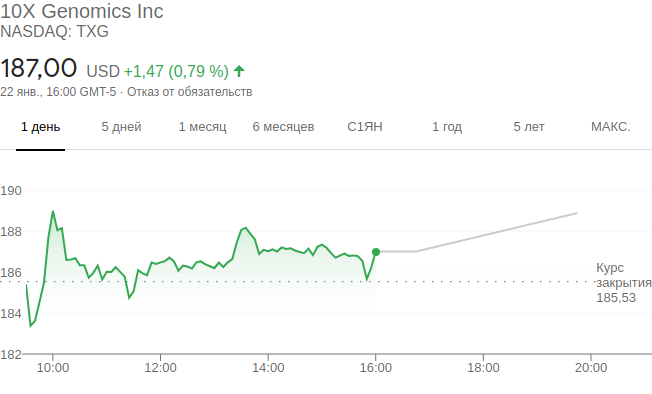 10X Genomics Inc
NASDAQ: TXG
187,00 USD +1,47 (0,79 %)
22 янв., 16:00 GMT-5 · Отказ от обязательств
1 день 5 дней 1 месяц 6 месяцев С1ЯН 1 год 5 лет МАКС.
190
188
186
184
182
Курс
закрытия
185,53
10:00 12:00 14:00 16:00 18:00 20:00